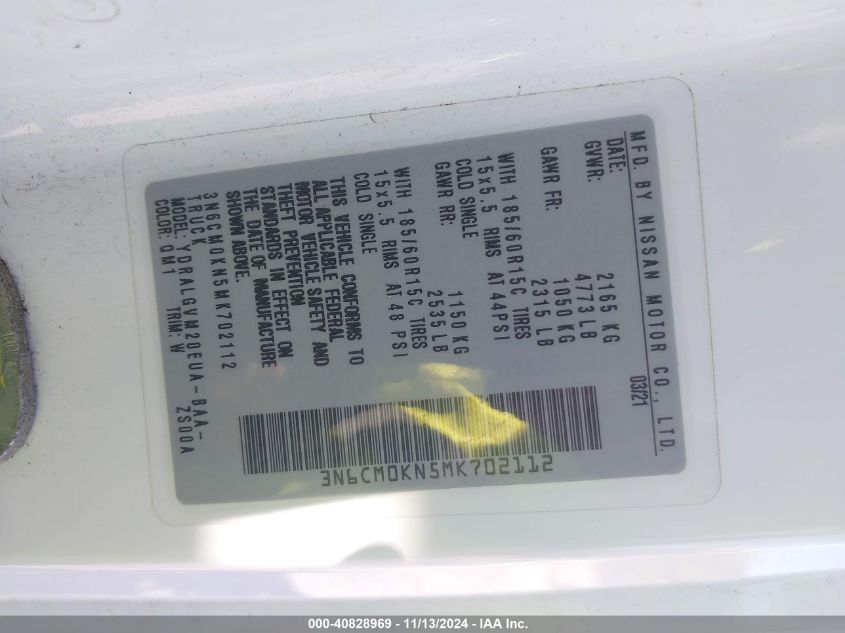 MFD. BY NISSAN MOTOR CO., LTD.
DATE: 03/21
GVWR: 2165 KG
4773 LB
GAWR FR: 1050 KG
2315 LB
WITH 185/60R15C TIRES
15x5.5 RIMS AT 44PSI
COLD SINGLE
GAWR RR: 1150 KG
2535 LB
WITH 185/60R15C TIRES
15x5.5 RIMS AT 48 PSI
COLD SINGLE
THIS VEHICLE CONFORMS TO
ALL APPLICABLE FEDERAL
MOTOR VEHICLE SAFETY AND
THEFT PREVENTION
STANDARDS IN EFFECT ON
THE DATE OF MANUFACTURE
SHOWN ABOVE.
3N6CM0KN5MK702112
TRUCK
MODEL: YDRALGVM20EUA-BAA-
ZS00A
COLOR: QM1 TRIM: W
3N6CM0KN5MK702112
000-40828969 - 11/13/2024 - IAA Inc.